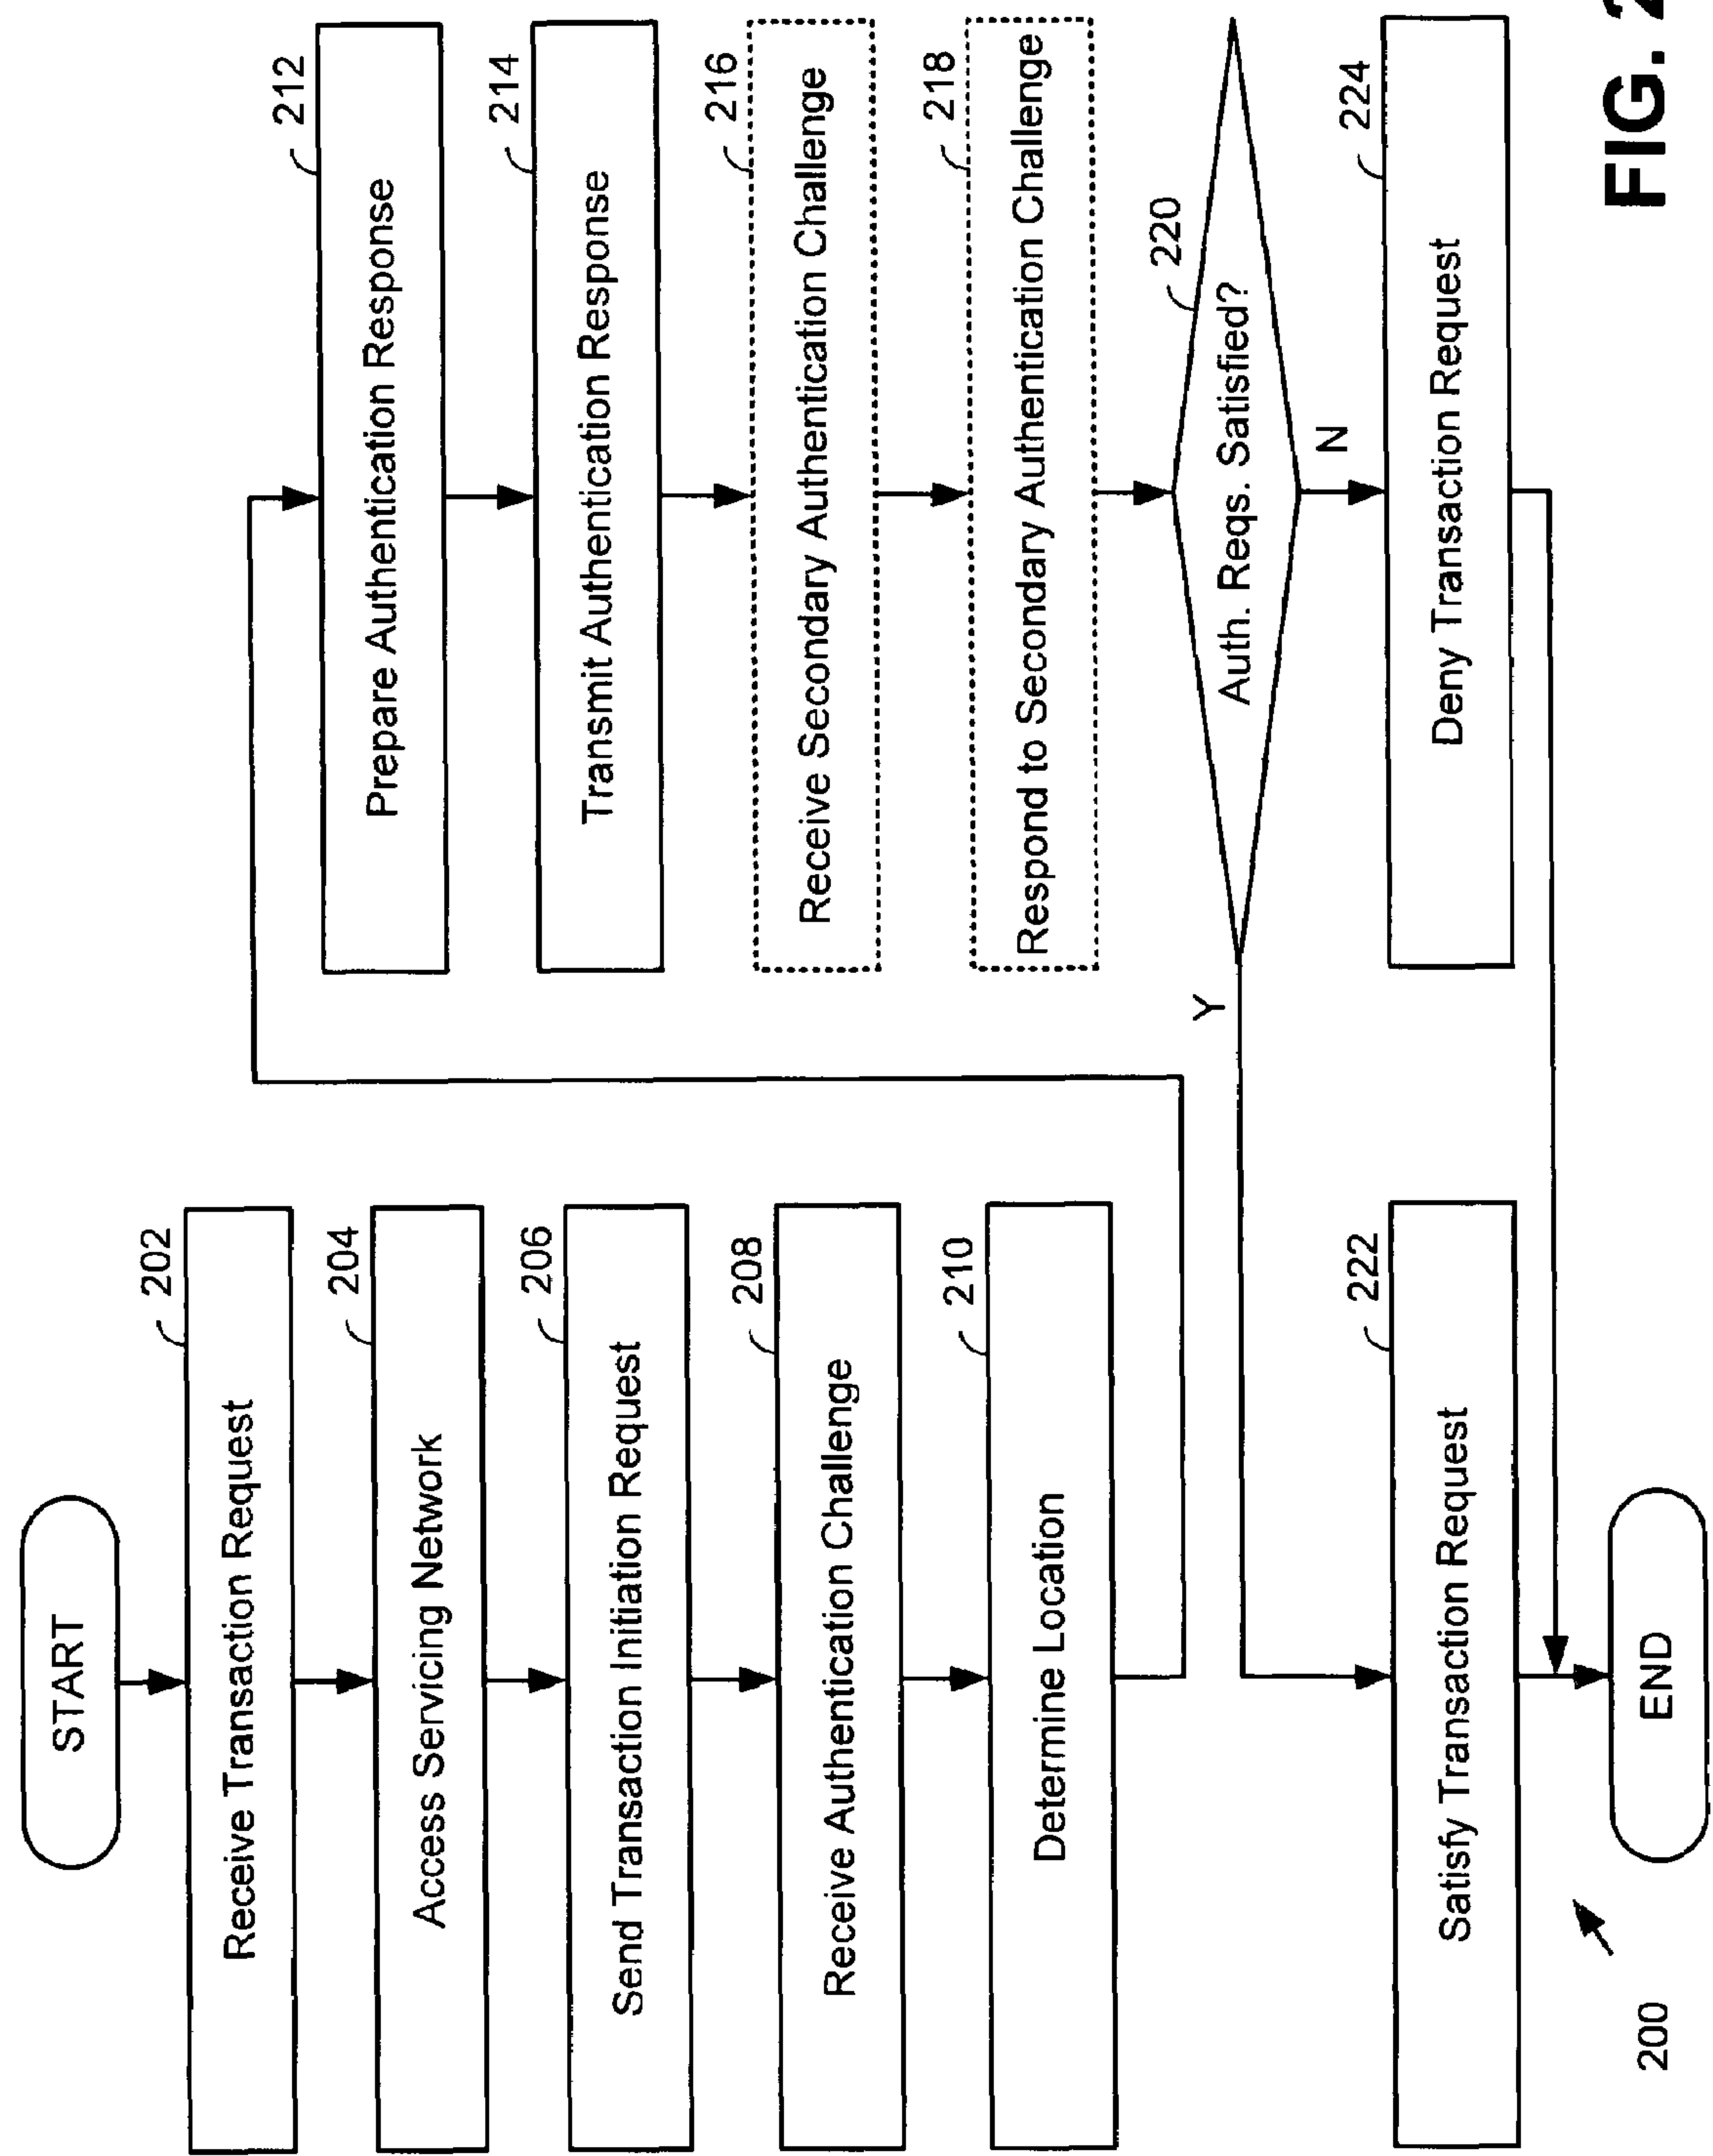 START
202
Receive Transaction Request
204
Access Servicing Network
206
Send Transaction Initiation Request
208
Receive Authentication Challenge
210
Determine Location
212
Prepare Authentication Response
214
Transmit Authentication Response
216
Receive Secondary Authentication Challenge
218
Respond to Secondary Authentication Challenge
220
Auth. Reqs. Satisfied?
Y
N
222
Satisfy Transaction Request
224
Deny Transaction Request
END
200
FIG. 2